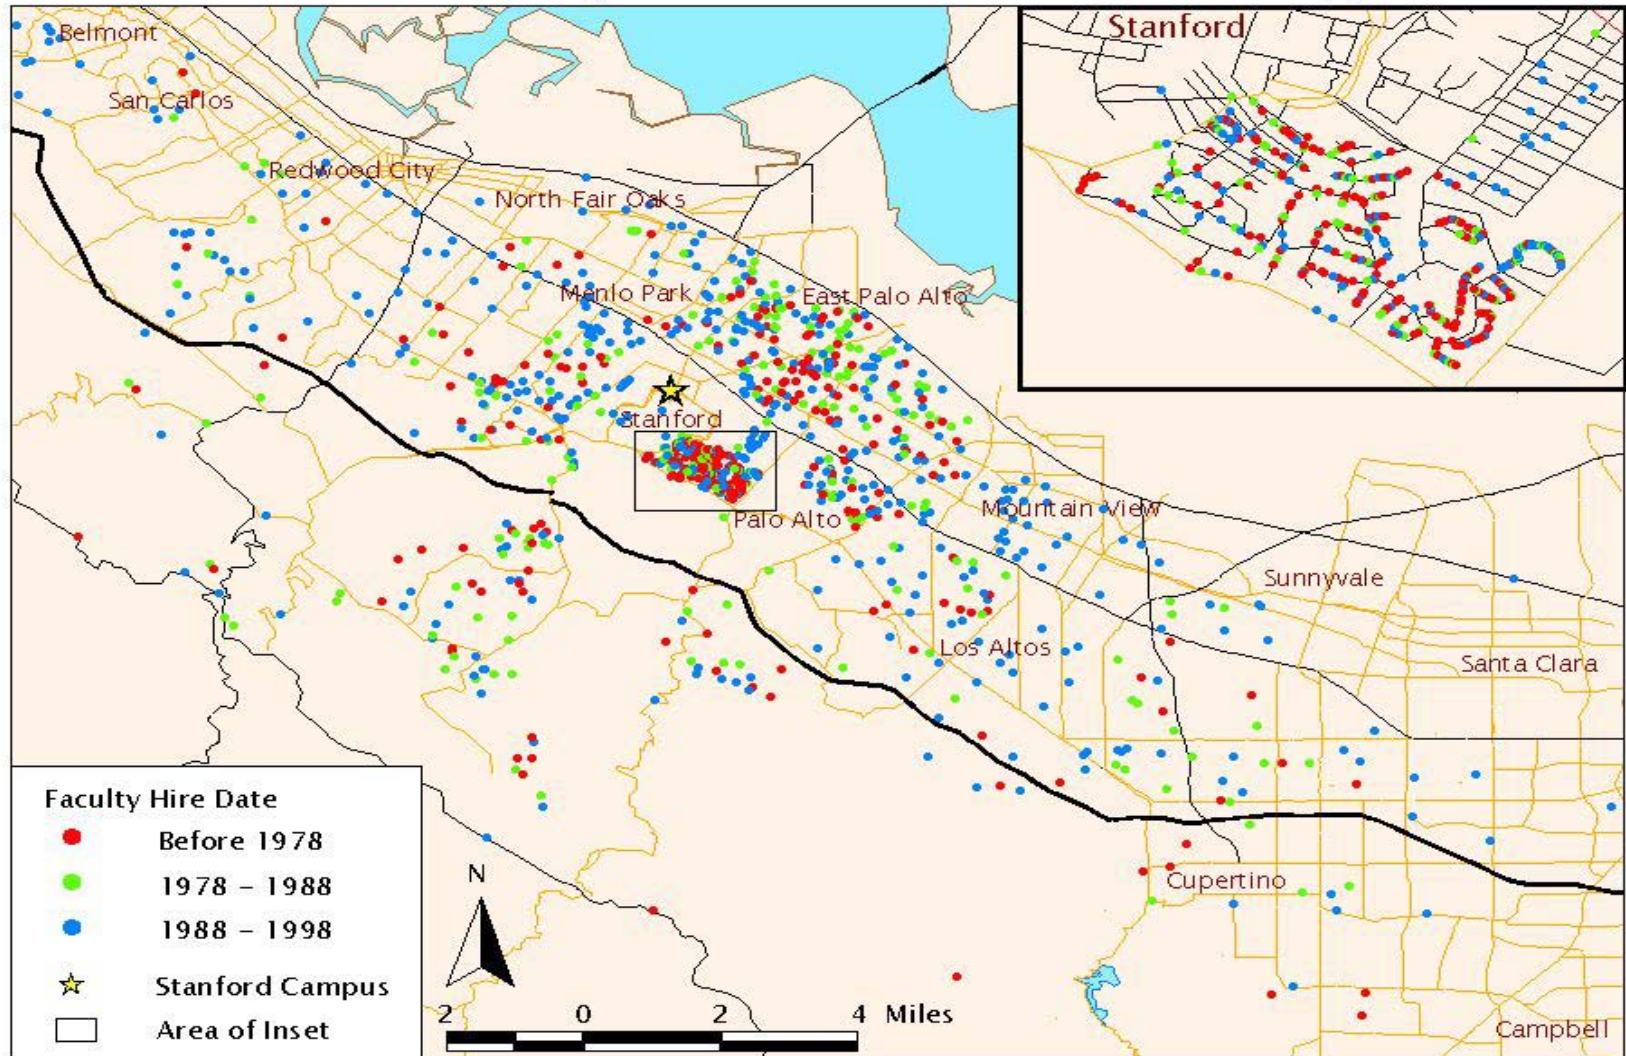 Stanford
Belmont
San Carlos
Redwood City
North Fair Oaks
Menlo Park
East Palo Alto
Stanford
Palo Alto
Mountain View
Sunnyvale
Los Altos
Santa Clara
Cupertino
Campbell
Faculty Hire Date
Before 1978
1978 - 1988
1988 - 1998
Stanford Campus
Area of Inset
N
2 0 2 4 Miles